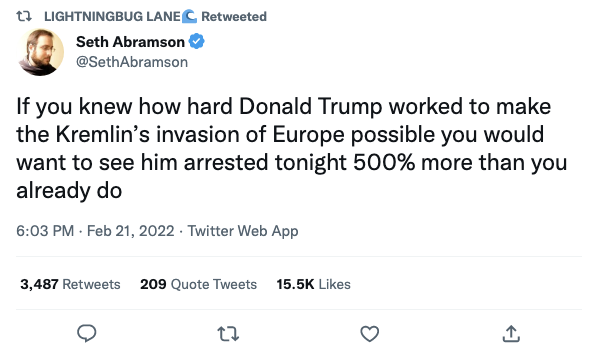 LIGHTNINGBUG LANE🌊 Retweeted
Seth Abramson
@SethAbramson
If you knew how hard Donald Trump worked to make
the Kremlin’s invasion of Europe possible you would
want to see him arrested tonight 500% more than you
already do
6:03 PM · Feb 21, 2022 · Twitter Web App
3,487 Retweets 209 Quote Tweets 15.5K Likes